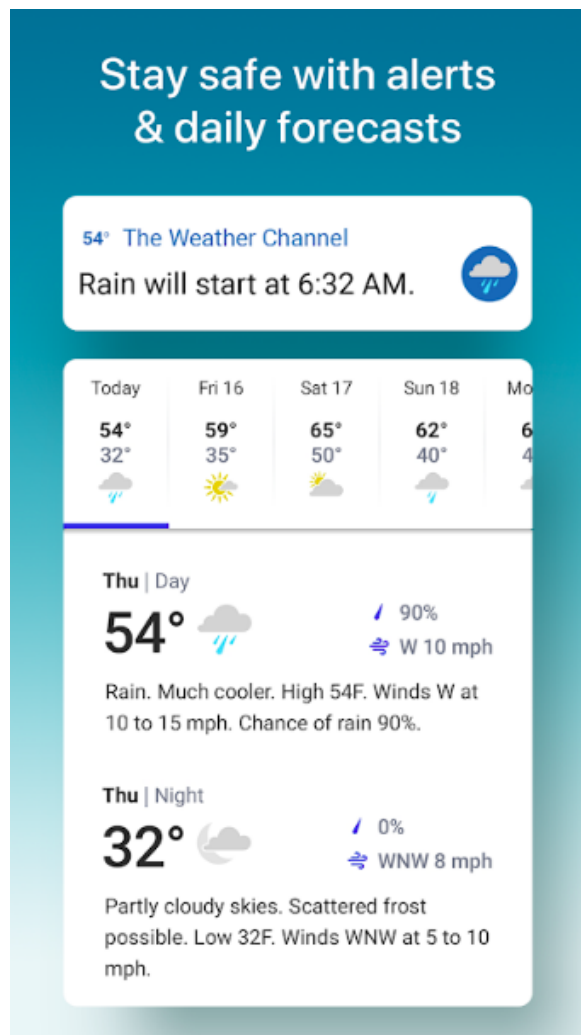 Stay safe with alerts
& daily forecasts
54° The Weather Channel
Rain will start at 6:32 AM.
Today Fri 16 Sat 17 Sun 18 Mo
54° 59° 65° 62° 6
32° 35° 50° 40° 4
Thu | Day
54° 90%
W 10 mph
Rain. Much cooler. High 54F. Winds W at
10 to 15 mph. Chance of rain 90%.
Thu | Night
32° 0%
WNW 8 mph
Partly cloudy skies. Scattered frost
possible. Low 32F. Winds WNW at 5 to 10
mph.